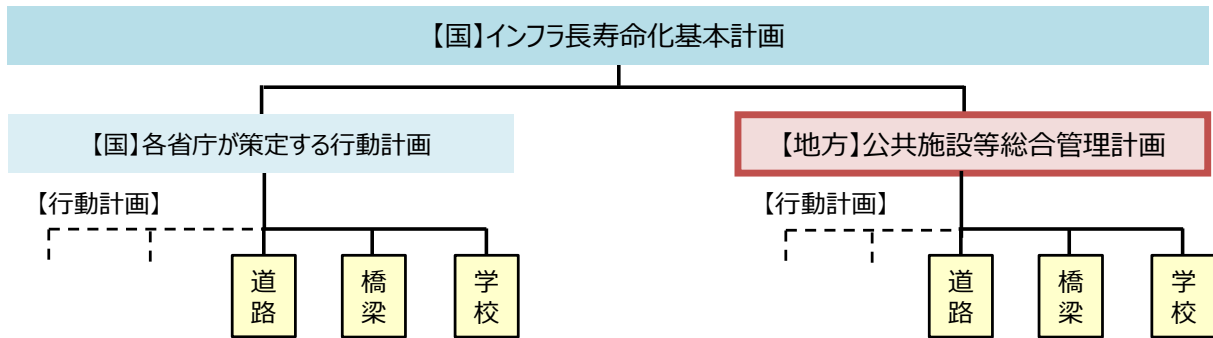 【国】インフラ長寿命化基本計画
【国】各省庁が策定する行動計画
【地方】公共施設等総合管理計画
【行動計画】
【行動計画】
道路
橋梁
学校
道路
橋梁
学校